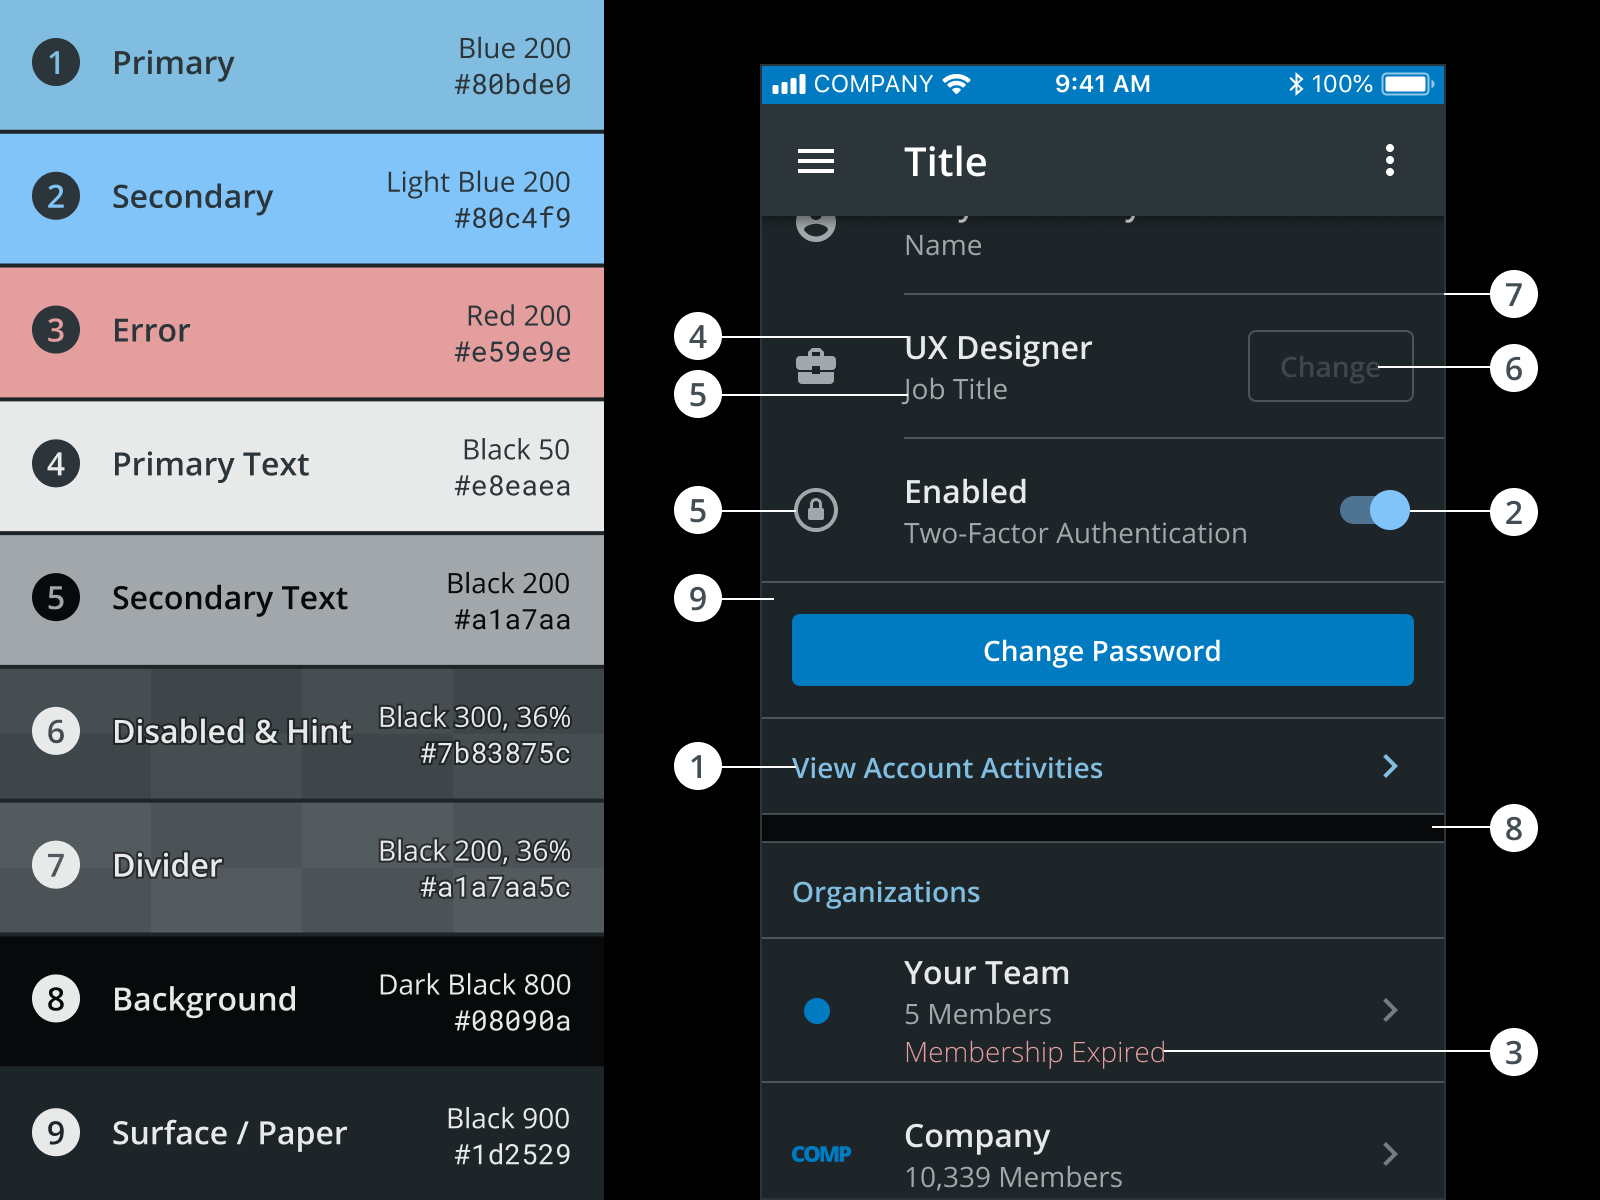 1 Primary Blue 200
#80bde0
2 Secondary Light Blue 200
#80c4f9
3 Error Red 200
#e59e9e
4 Primary Text Black 50
#e8eaea
5 Secondary Text Black 200
#a1a7aa
6 Disabled & Hint Black 300, 36%
#7b83875c
7 Divider Black 200, 36%
#a1a7aa5c
8 Background Dark Black 800
#08090a
9 Surface / Paper Black 900
#1d2529
COMPANY 9:41 AM 100%
Title
Name
7
4 UX Designer
Change 6
5 Job Title
Enabled
5 2
Two-Factor Authentication
9
Change Password
1 View Account Activities
8
Organizations
Your Team
5 Members
Membership Expired 3
Company
COMP
10,339 Members